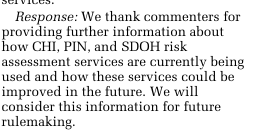 services.
Response: We thank commenters for
providing further information about
how CHI, PIN, and SDOH risk
assessment services are currently being
used and how these services could be
improved in the future. We will
consider this information for future
rulemaking.